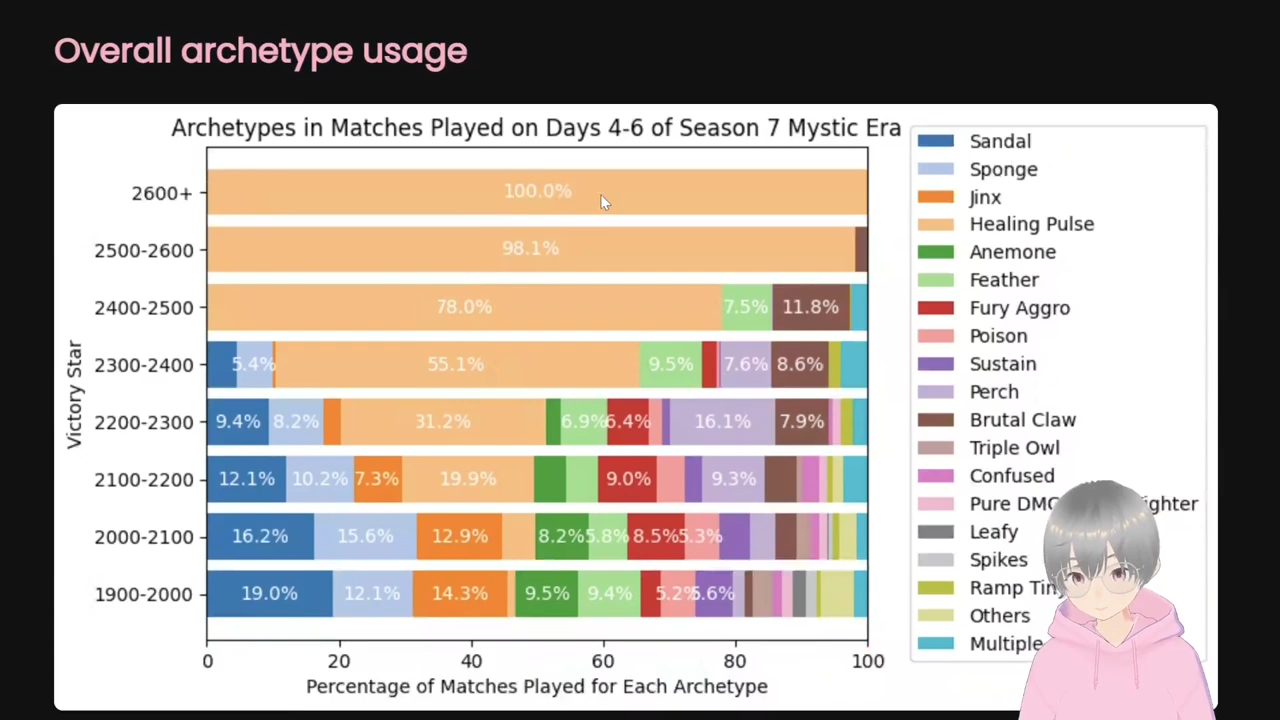 Overall archetype usage
Archetypes in Matches Played on Days 4-6 of Season 7 Mystic Era
2600+ 100.0%
2500-2600 98.1%
2400-2500 78.0% 7.5% 11.8%
2300-2400 5.4% 55.1% 9.5% 7.6% 8.6%
2200-2300 9.4% 8.2% 31.2% 6.9% 6.4% 16.1% 7.9%
2100-2200 12.1% 10.2% 7.3% 19.9% 9.0% 9.3%
2000-2100 16.2% 15.6% 12.9% 8.2% 5.8% 8.5% 5.3%
1900-2000 19.0% 12.1% 14.3% 9.5% 9.4% 5.2% 5.6%
Victory Star
0 20 40 60 80 100
Percentage of Matches Played for Each Archetype
Sandal
Sponge
Jinx
Healing Pulse
Anemone
Feather
Fury Aggro
Poison
Sustain
Perch
Brutal Claw
Triple Owl
Confused
Pure DMG
Leafy
Spikes
Ramp
Others
Multiple